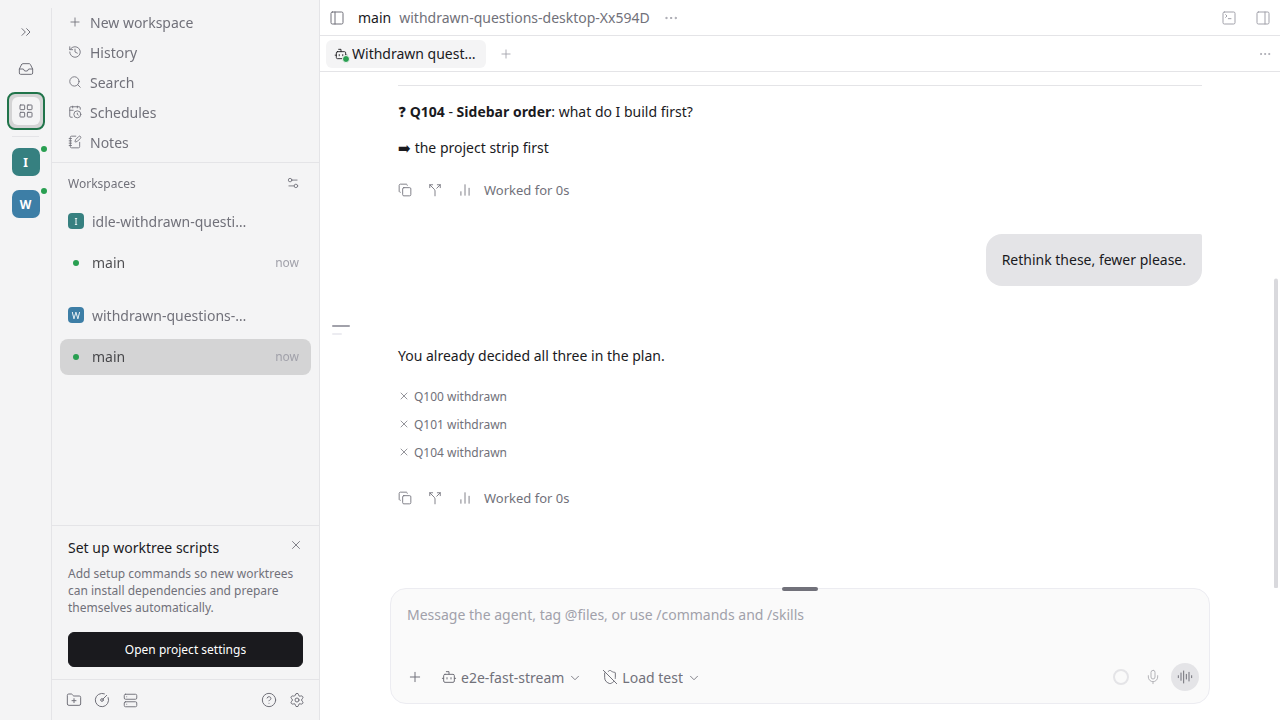 New workspace
History
Search
Schedules
Notes
Workspaces
I
W
I idle-withdrawn-questi...
main now
W withdrawn-questions-...
main now
Set up worktree scripts
Add setup commands so new worktrees
can install dependencies and prepare
themselves automatically.
Open project settings
main withdrawn-questions-desktop-Xx594D
Withdrawn quest...
? Q104 - Sidebar order: what do I build first?
➡ the project strip first
Worked for 0s
Rethink these, fewer please.
You already decided all three in the plan.
× Q100 withdrawn
× Q101 withdrawn
× Q104 withdrawn
Worked for 0s
Message the agent, tag @files, or use /commands and /skills
e2e-fast-stream
Load test